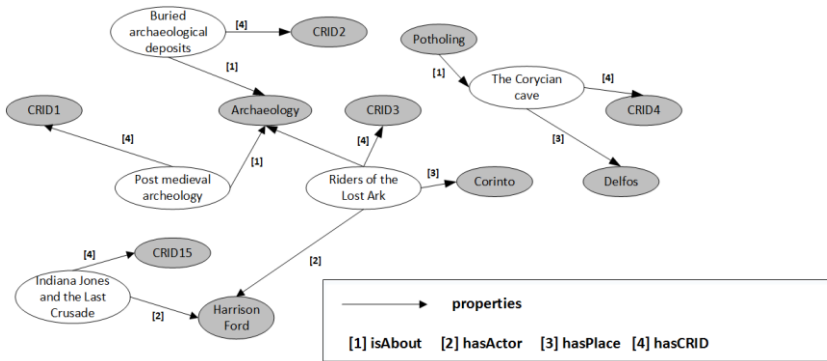 Buried
archaeological
deposits
[4]
CRID2
Potholing
[1]
[1]
The Corycian
cave
[4]
CRID4
CRID1
Archaeology
CRID3
[4]
[4]
[3]
[1]
Post medieval
archeology
Riders of the
Lost Ark
[3]
Corinto
Delfos
[2]
[4]
CRID15
Indiana Jones
and the Last
Crusade
[2]
Harrison
Ford
properties
[1] isAbout [2] hasActor [3] hasPlace [4] hasCRID